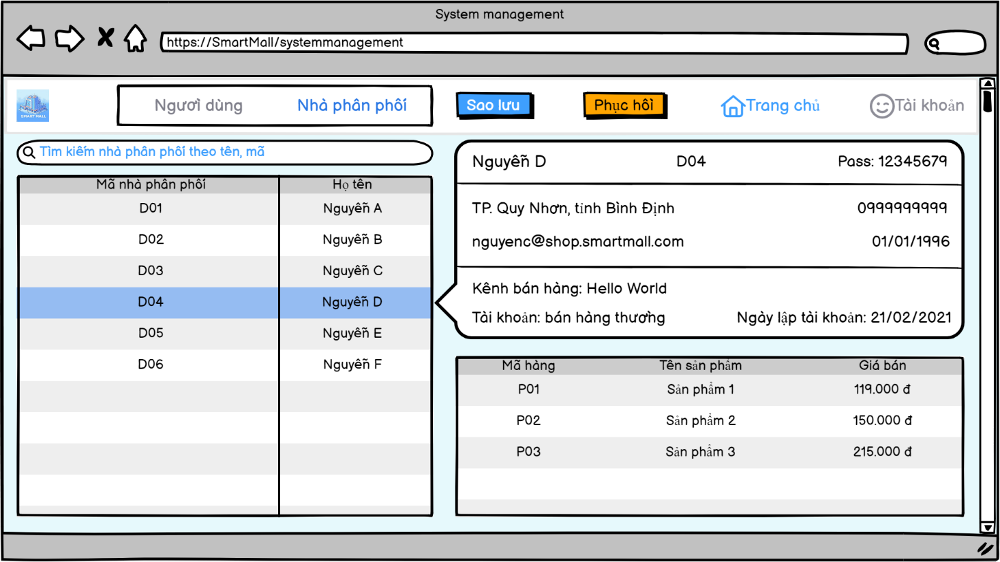 System management
https://SmartMall/systemmanagement
SMART MALL
Người dùng Nhà phân phối Sao lưu Phục hồi Trang chủ Tài khoản
Tìm kiếm nhà phân phối theo tên, mã
Mã nhà phân phối Họ tên
D01 Nguyễn A
D02 Nguyễn B
D03 Nguyễn C
D04 Nguyễn D
D05 Nguyễn E
D06 Nguyễn F
Nguyễn D D04 Pass: 12345679
TP. Quy Nhơn, tỉnh Bình Định 0999999999
nguyenc@shop.smartmall.com 01/01/1996
Kênh bán hàng: Hello World
Tài khoản: bán hàng thường Ngày lập tài khoản: 21/02/2021
Mã hàng Tên sản phẩm Giá bán
P01 Sản phẩm 1 119.000 đ
P02 Sản phẩm 2 150.000 đ
P03 Sản phẩm 3 215.000 đ